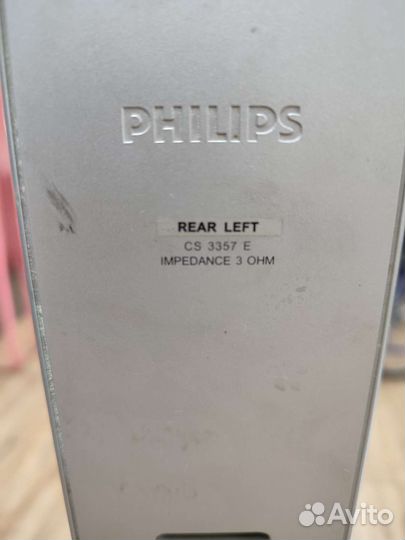 PHILIPS
REAR LEFT
CS 3357 E
IMPEDANCE 3 OHM
Avito